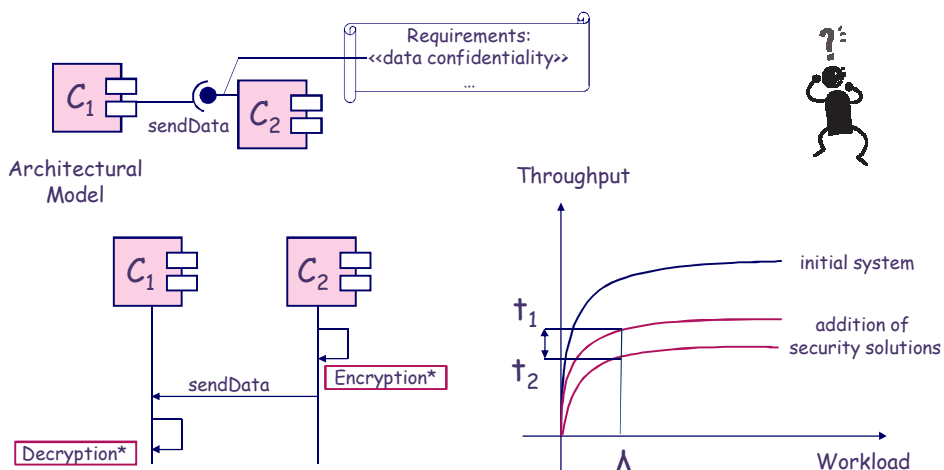 Requirements:
<<data confidentiality>>
...
C1
sendData
C2
?
Architectural
Model
Throughput
C1
C2
initial system
t1
addition of
security solutions
t2
Encryption*
sendData
Decryption*
λ
Workload